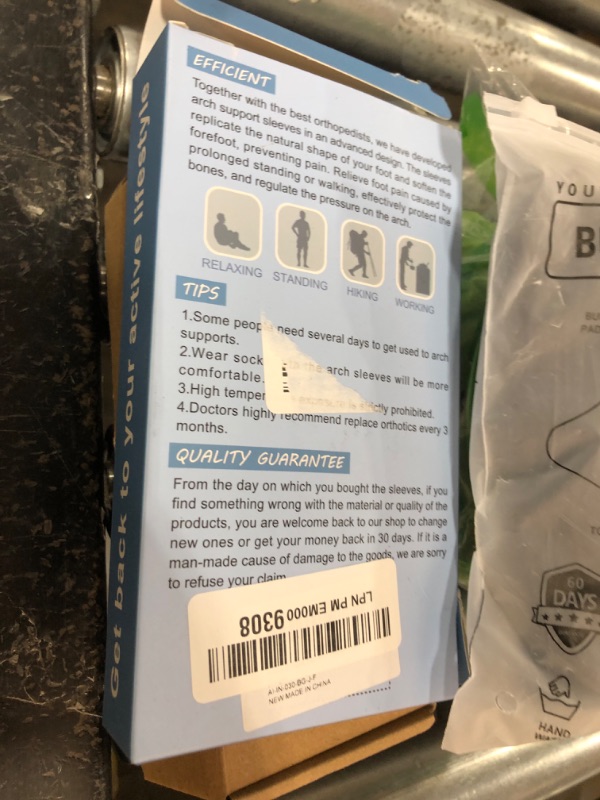 Get back to your active lifestyle
EFFICIENT
Together with the best orthopedists, we have developed
arch support sleeves in an advanced design. The sleeves
replicate the natural shape of your foot and soften the
forefoot, preventing pain. Relieve foot pain caused by
prolonged standing or walking, effectively protect the
bones, and regulate the pressure on the arch.
RELAXING STANDING HIKING WORKING
TIPS
1.Some people need several days to get used to arch
supports.
2.Wear sock arch sleeves will be more
comfortable.
3.High temper prohibited.
4.Doctors highly recommend replace orthotics every 3
months.
QUALITY GUARANTEE
From the day on which you bought the sleeves, if you
find something wrong with the material or quality of the
products, you are welcome back to our shop to change
new ones or get your money back in 30 days. If it is a
man-made cause of damage to the goods, we are sorry
to refuse your claim
LPN PM EM000 9308
NEW MADE IN CHINA
YOU
B
BU
PAD
TO
60
DAYS
HAND